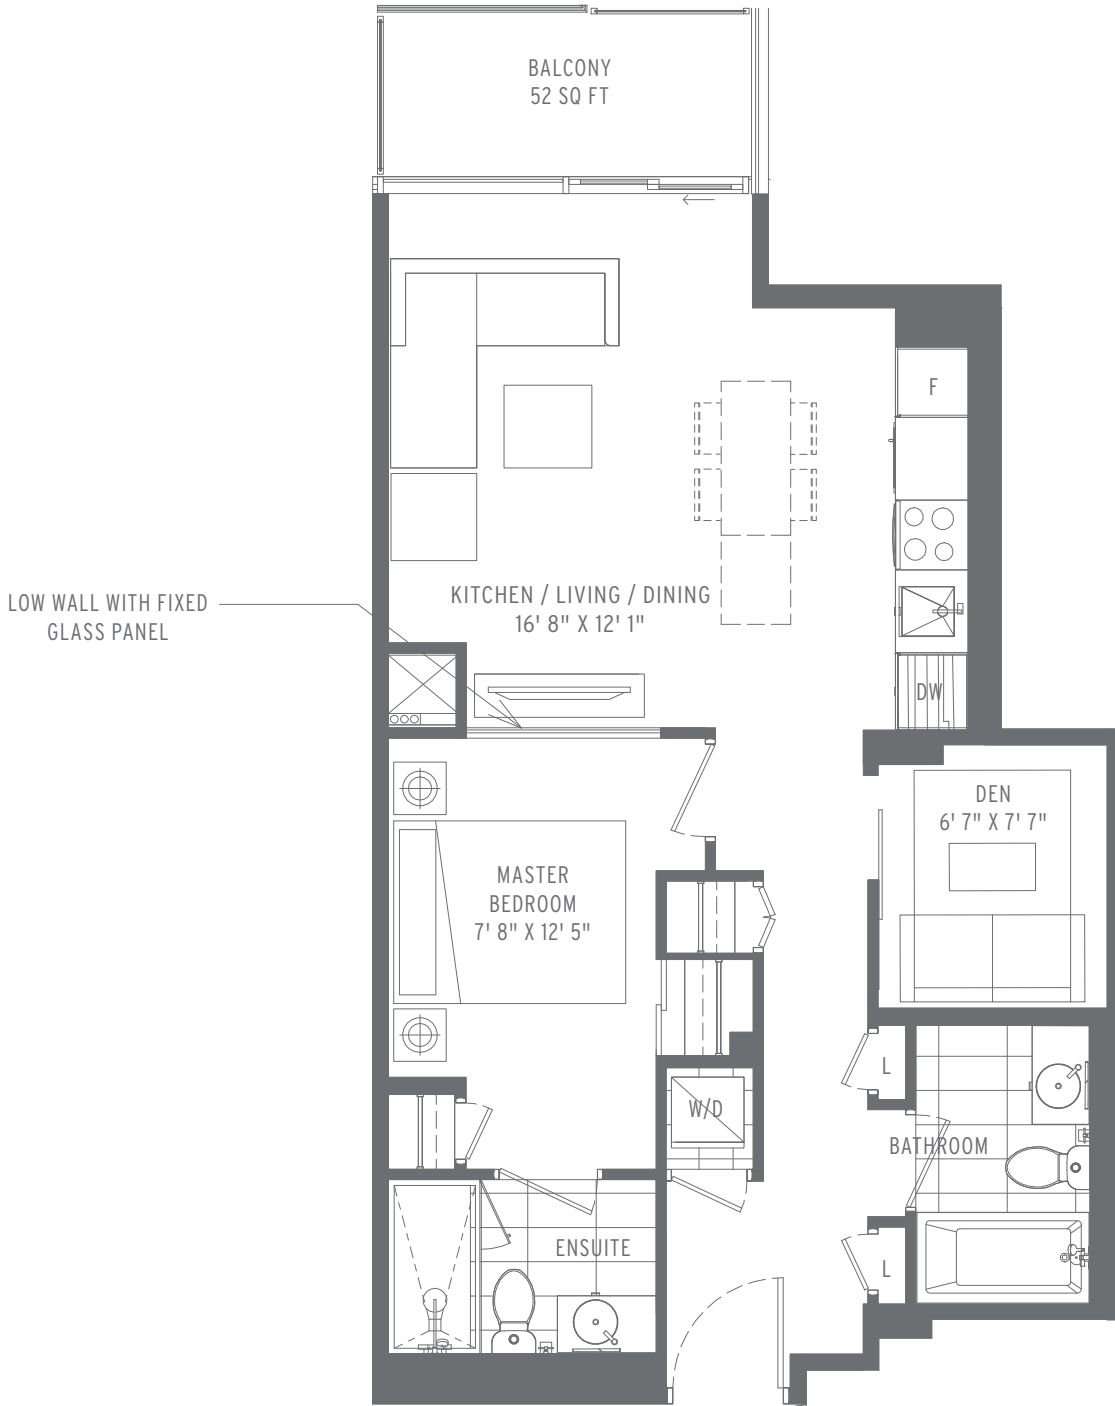 BALCONY
52 SQ FT
F
LOW WALL WITH FIXED
GLASS PANEL
KITCHEN / LIVING / DINING
16' 8" X 12' 1"
DW
DEN
6' 7" X 7' 7"
MASTER
BEDROOM
7' 8" X 12' 5"
L
W/D
BATHROOM
ENSUITE
L